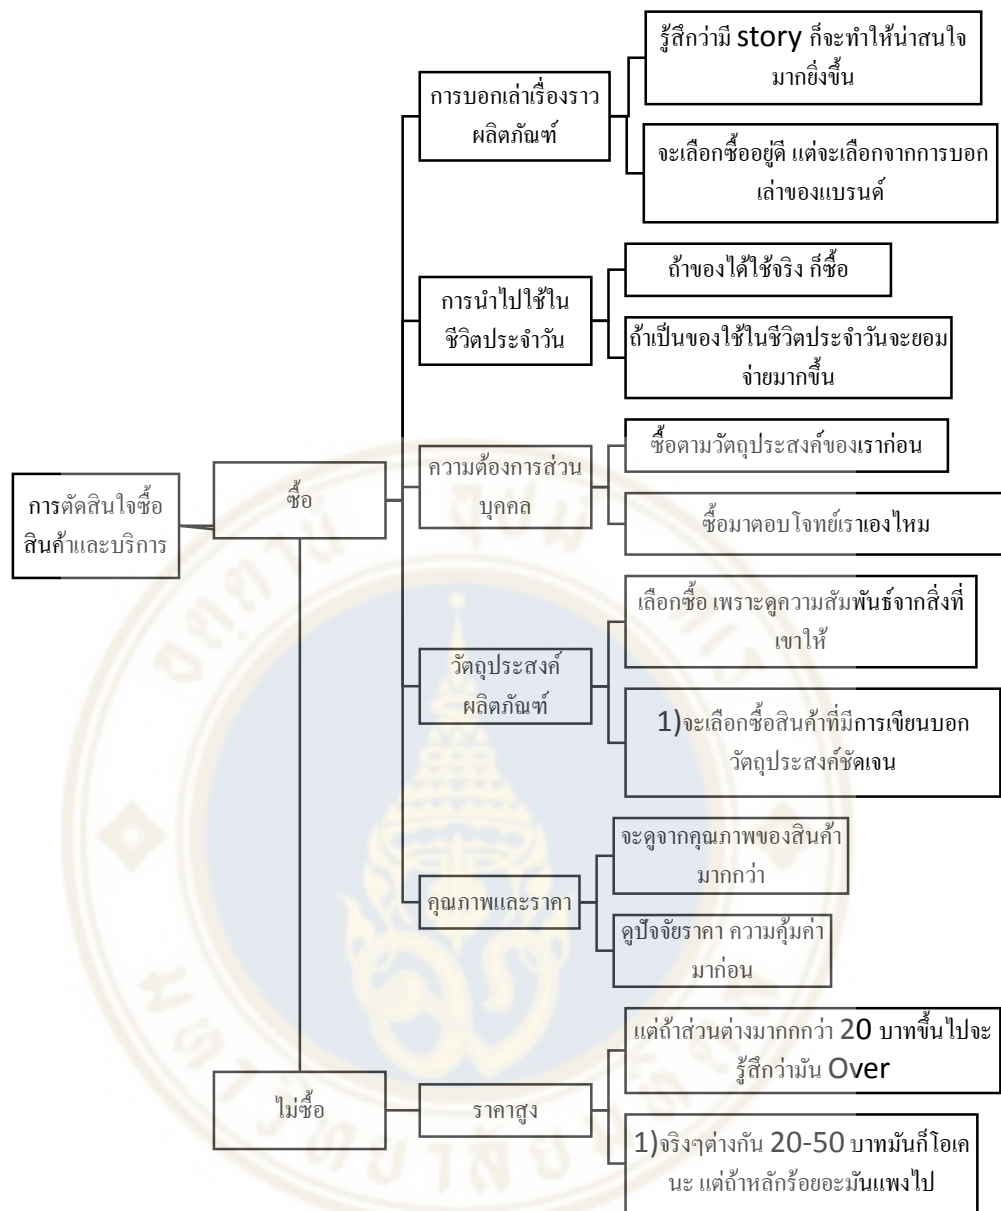 รู้สึกว่ามี story ก็จะทำให้น่าสนใจ
มากยิ่งขึ้น
การบอกเล่าเรื่องราว
ผลิตภัณฑ์
จะเลือกซื้ออยู่ดี แต่จะเลือกจากการบอก
เล่าของแบรนด์
ถ้าของได้ใช้จริง ก็ซื้อ
การนำไปใช้ใน
ชีวิตประจำวัน
ถ้าเป็นของใช้ในชีวิตประจำวันจะยอม
จ่ายมากขึ้น
ซื้อตามวัตถุประสงค์ของเราก่อน
ความต้องการส่วน
บุคคล
ซื้อมาตอบโจทย์เราเองไหม
การตัดสินใจซื้อ
สินค้าและบริการ
ซื้อ
เลือกซื้อ เพราะดูความสัมพันธ์จากสิ่งที่
เขาให้
วัตถุประสงค์
ผลิตภัณฑ์
1)จะเลือกซื้อสินค้าที่มีการเขียนบอก
วัตถุประสงค์ชัดเจน
จะดูจากคุณภาพของสินค้า
มากกว่า
คุณภาพและราคา
ดูปัจจัยราคา ความคุ้มค่า
มาก่อน
แต่ถ้าส่วนต่างมากกกว่า 20 บาทขึ้นไปจะ
รู้สึกว่ามัน Over
ไม่ซื้อ
ราคาสูง
1)จริงๆต่างกัน 20-50 บาทมันก็โอเค
นะ แต่ถ้าหลักร้อยอะมันแพงไป